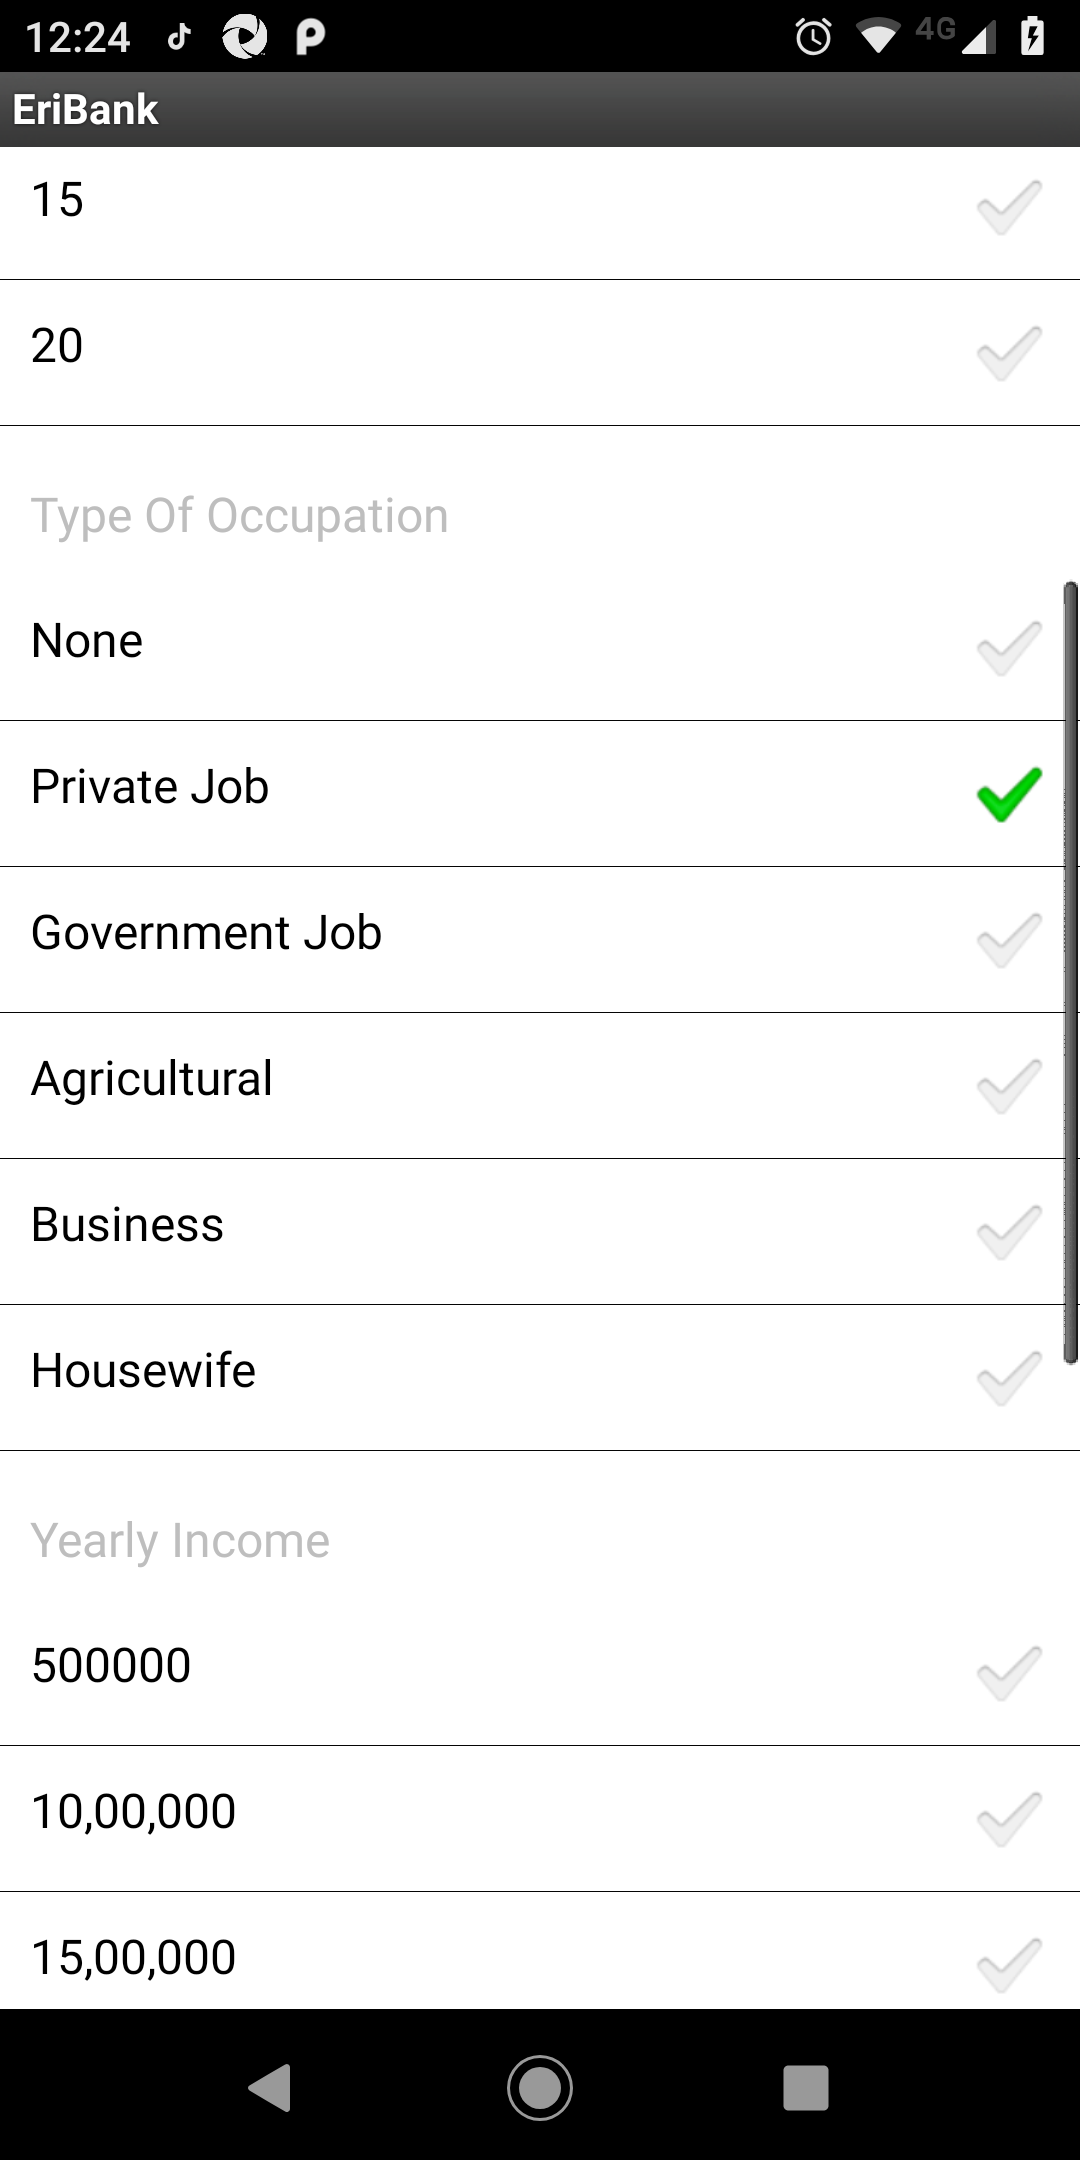 12:24
4G
EriBank
15
20
Type Of Occupation
None
Private Job
Government Job
Agricultural
Business
Housewife
Yearly Income
500000
10,00,000
15,00,000